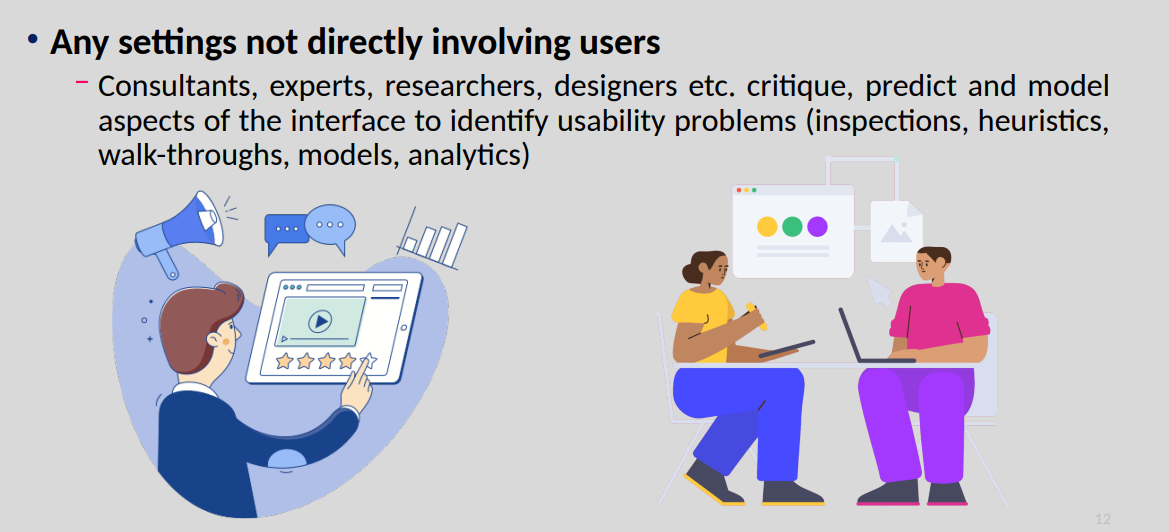 • Any settings not directly involving users
– Consultants, experts, researchers, designers etc. critique, predict and model
aspects of the interface to identify usability problems (inspections, heuristics,
walk-throughs, models, analytics)
12